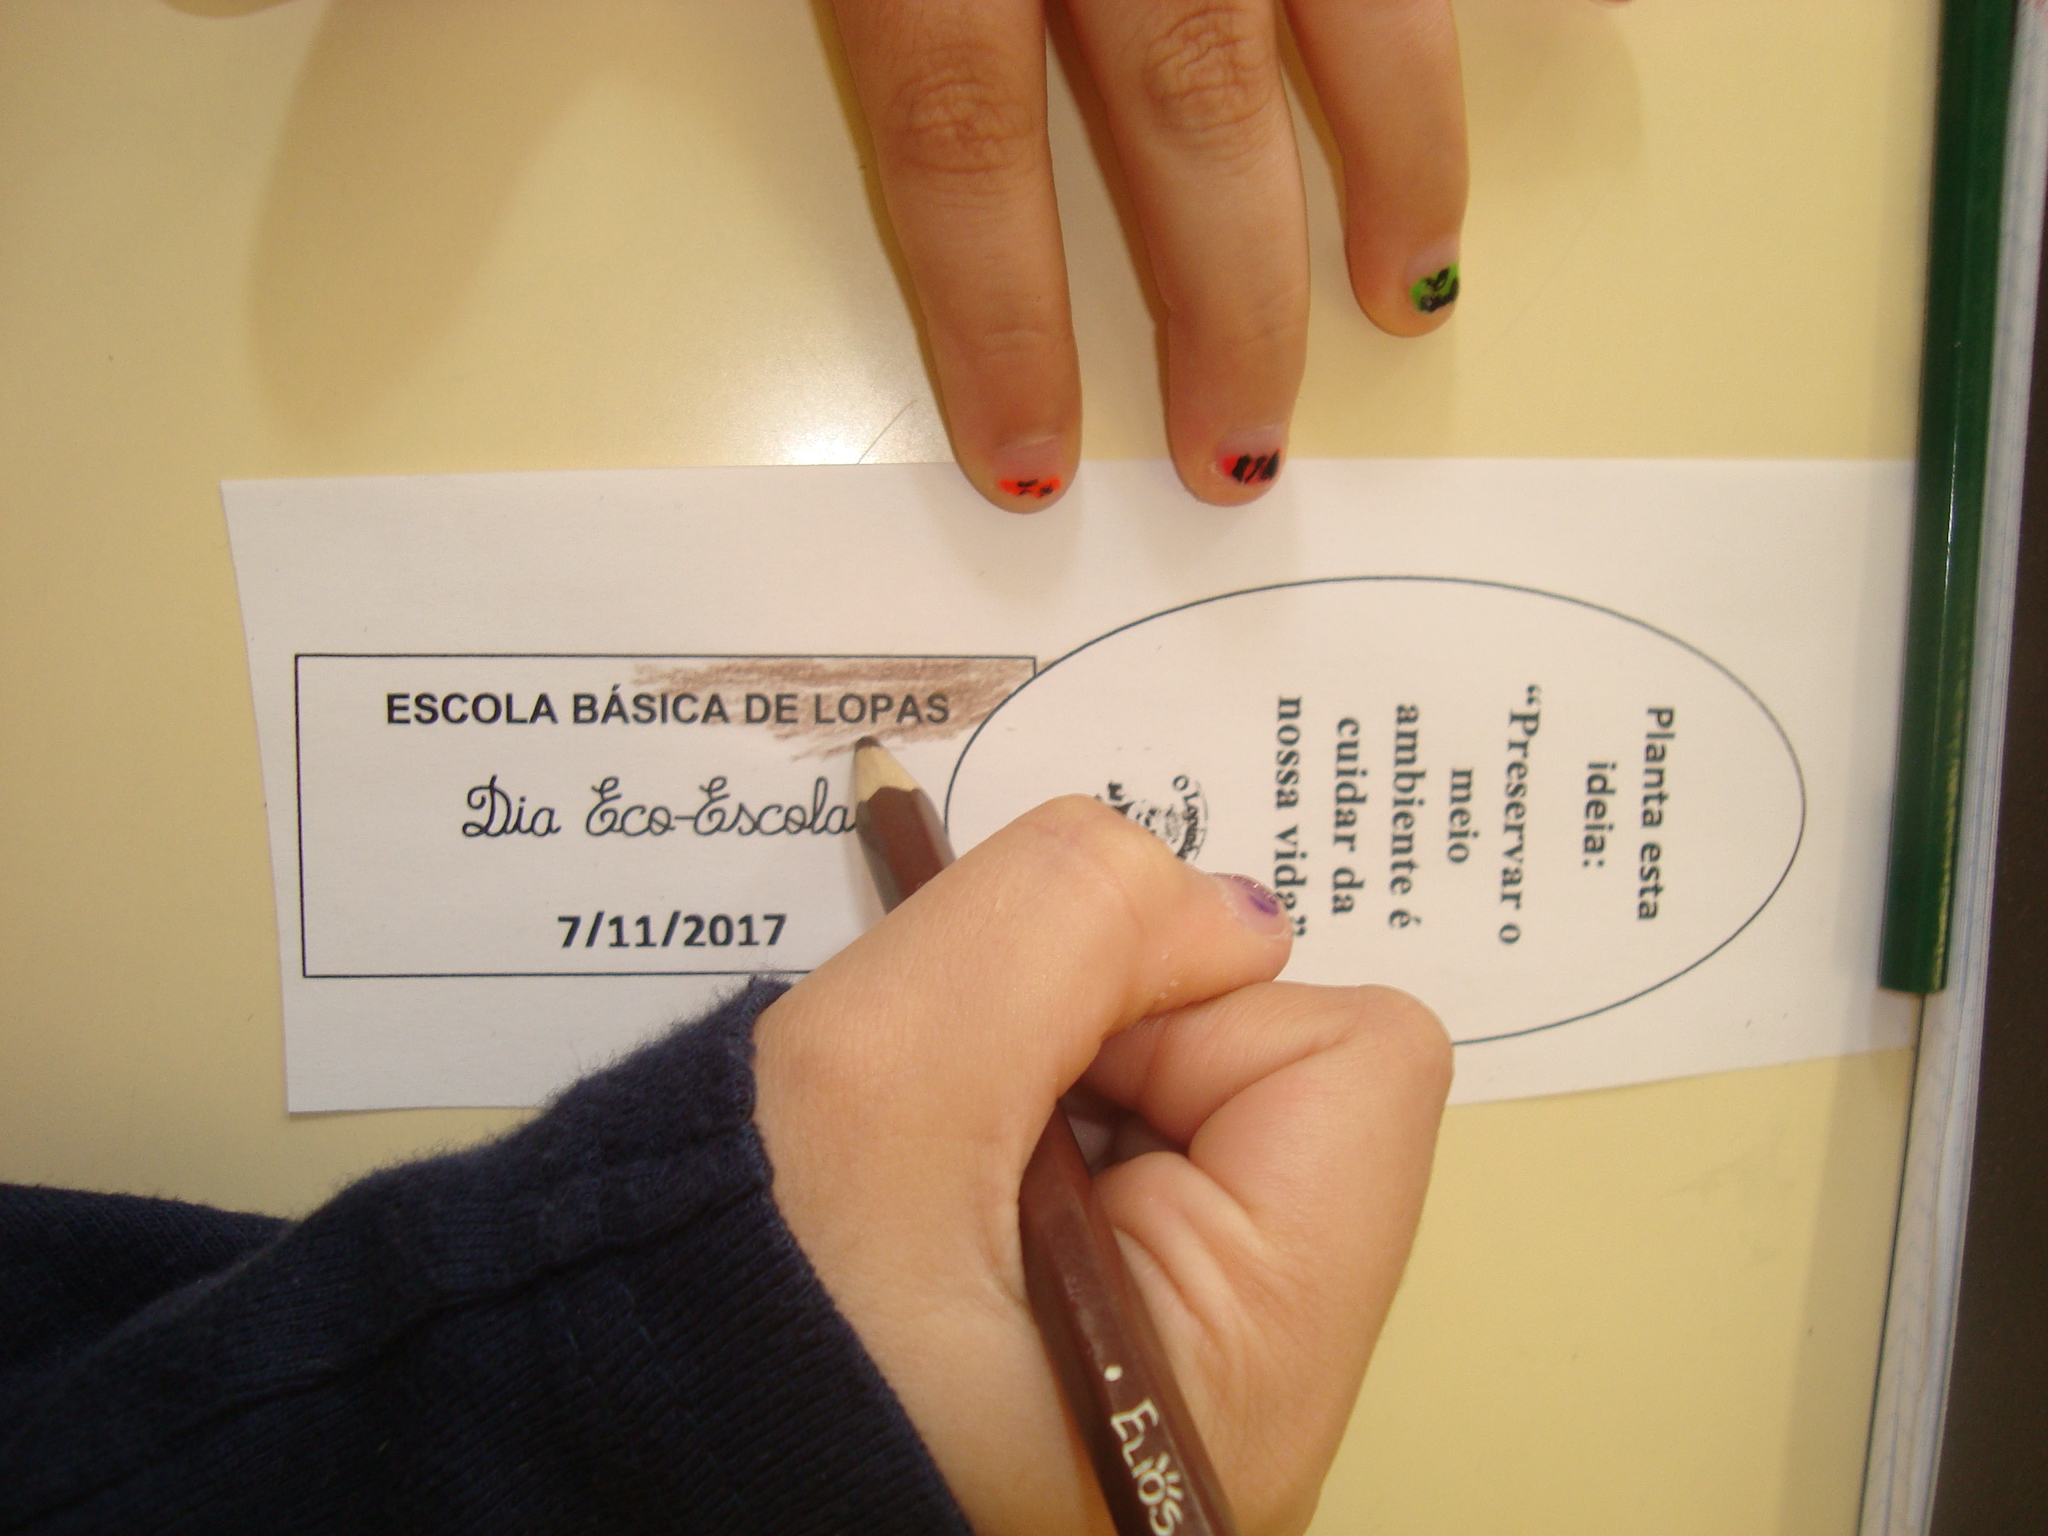 ESCOLA BÁSICA DE LOPAS
Dia Eco-Escola
7/11/2017
Planta esta
ideia:
“Preservar o
meio
ambiente é
cuidar da
nossa vida”
ELIOS